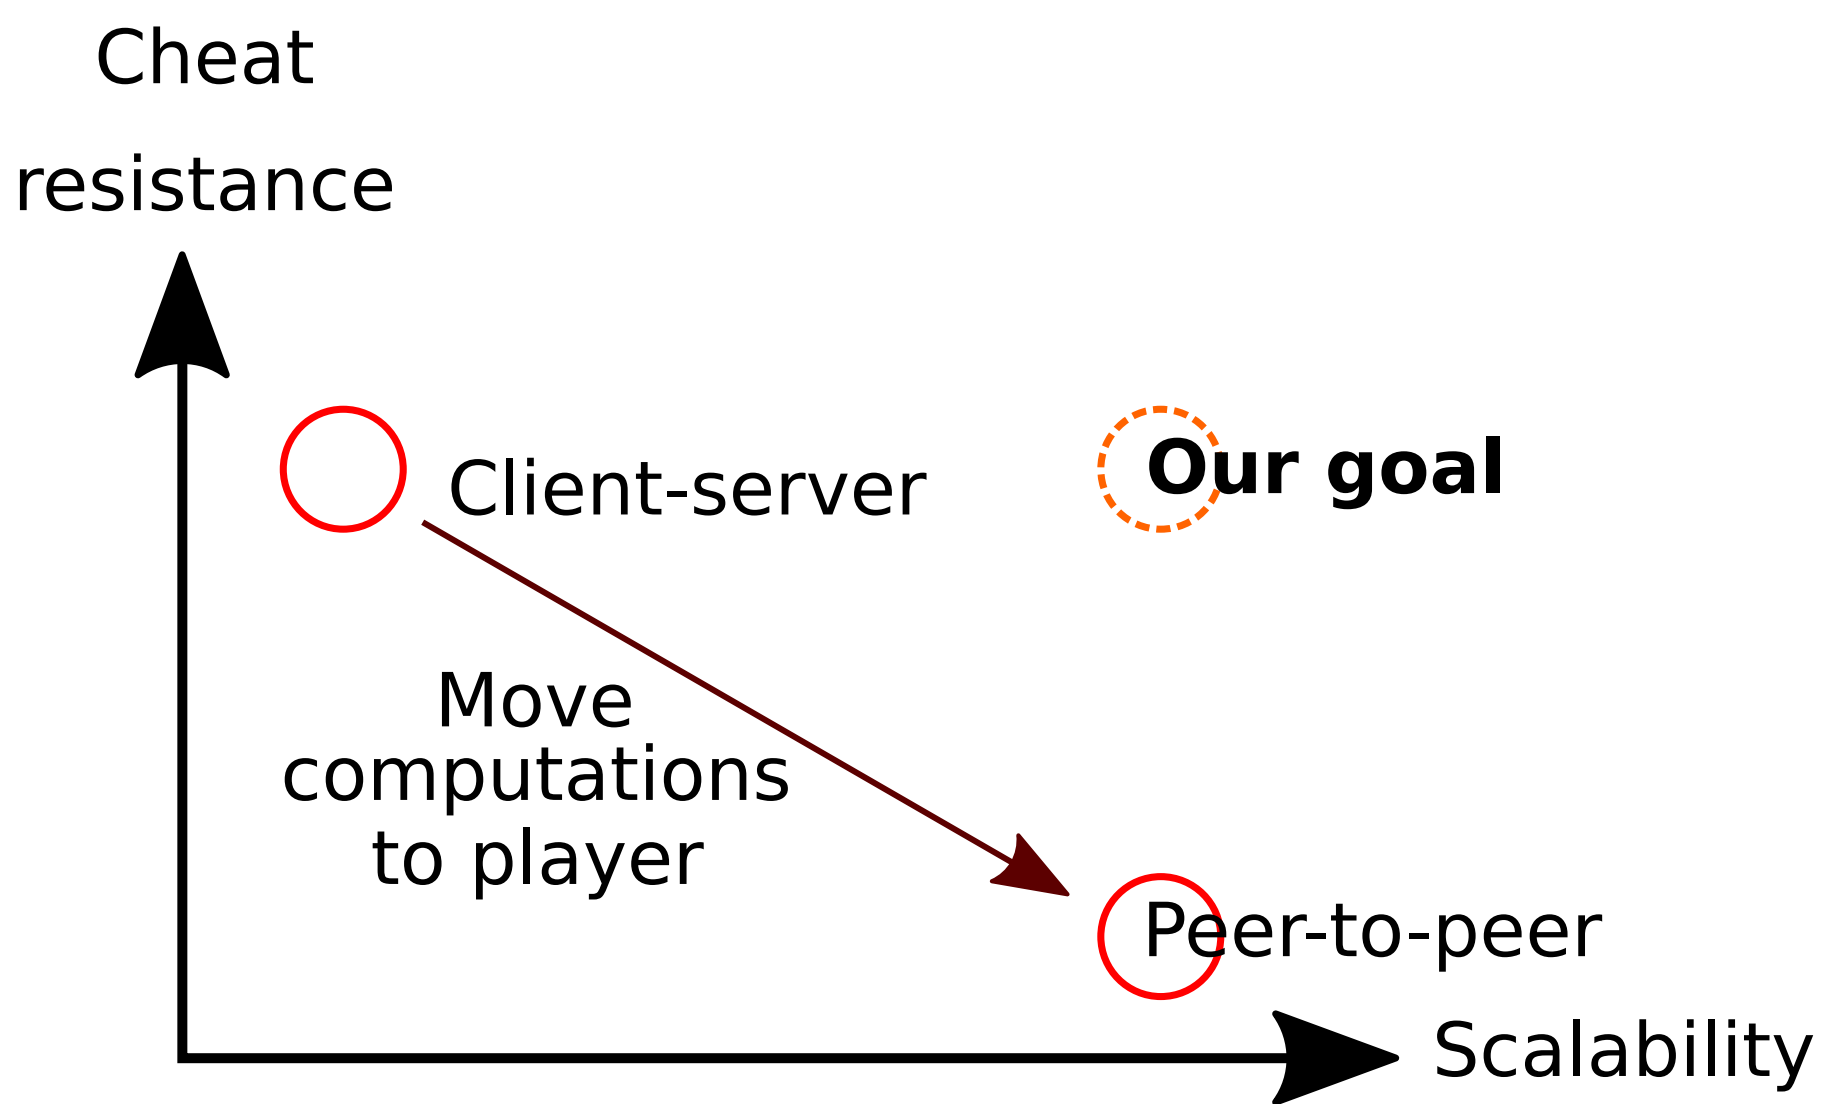 Cheat
resistance
Client-server
Our goal
Move
computations
to player
Peer-to-peer
Scalability